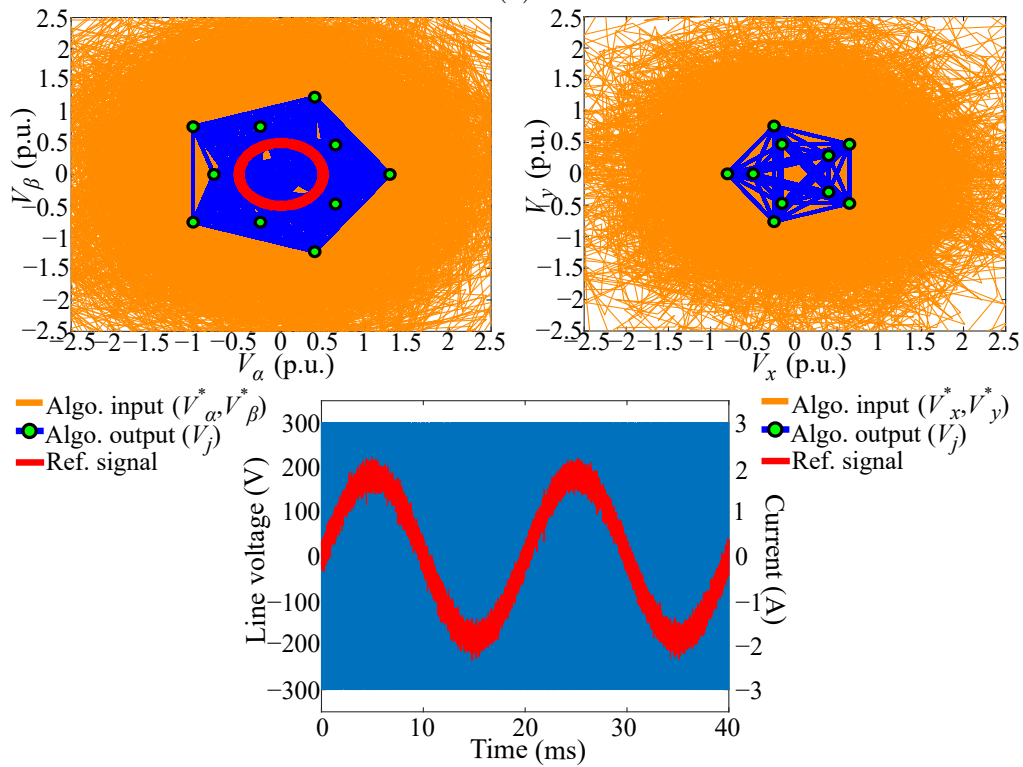 2.5
2
1.5
1
0.5
0
−0.5
−1
−1.5
−2
−2.5
V_β (p.u.)
−2.5 −2 −1.5 −1 −0.5 0 0.5 1 1.5 2 2.5
V_α (p.u.)
2.5
2
1.5
1
0.5
0
−0.5
−1
−1.5
−2
−2.5
V_y (p.u.)
−2.5 −2 −1.5 −1 −0.5 0 0.5 1 1.5 2 2.5
V_x (p.u.)
Algo. input (V*_α,V*_β)
Algo. output (V_j)
Ref. signal
Algo. input (V*_x,V*_y)
Algo. output (V_j)
Ref. signal
Line voltage (V)
300
200
100
0
−100
−200
−300
3
2
1
0
−1
−2
−3
Current (A)
0 10 20 30 40
Time (ms)